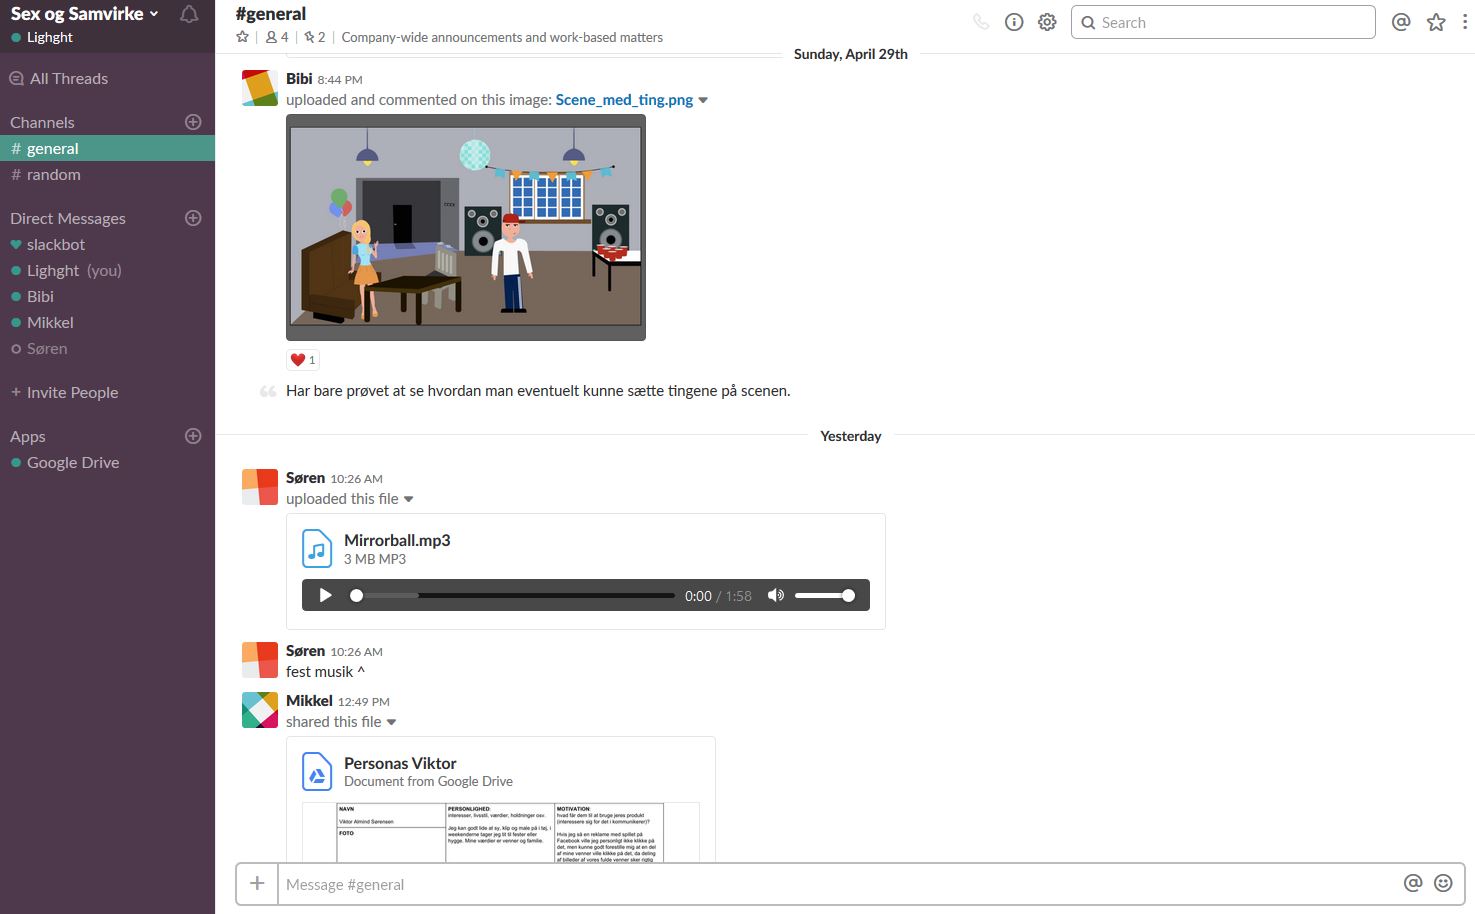 Sex og Samvirke
Lighght
All Threads
Channels
# general
# random
Direct Messages
slackbot
Lighght (you)
Bibi
Mikkel
Søren
+ Invite People
Apps
Google Drive
#general
4 | 2 | Company-wide announcements and work-based matters
Search
Sunday, April 29th
Bibi 8:44 PM
uploaded and commented on this image: Scene_med_ting.png
1
Har bare prøvet at se hvordan man eventuelt kunne sætte tingene på scenen.
Yesterday
Søren 10:26 AM
uploaded this file
Mirrorball.mp3
3 MB MP3
0:00 / 1:58
Søren 10:26 AM
fest musik ^
Mikkel 12:49 PM
shared this file
Personas Viktor
Document from Google Drive
NAVN
Viktor Almind Sørensen
FOTO
PERSONLIGHED:
interesser, livsstil, værdier, holdninger osv.
Jeg kan godt lide at sy, klip og male på i tøj, i
weekenderne tager jeg lit til fester eller
hygge. Mine værdier er venner og familie.
MOTIVATION:
hvad får dem til at bruge jeres produkt
(interessere sig for det i kommunikerer)?
Hvis jeg så en reklame med spillet på
Facebook ville jeg personligt ikke klikke på
det, men kunne godt forestille mig at en del
af mine venner ville klikke på det, da deling
af billeder af vores fulde venner sker rigtig
Message #general